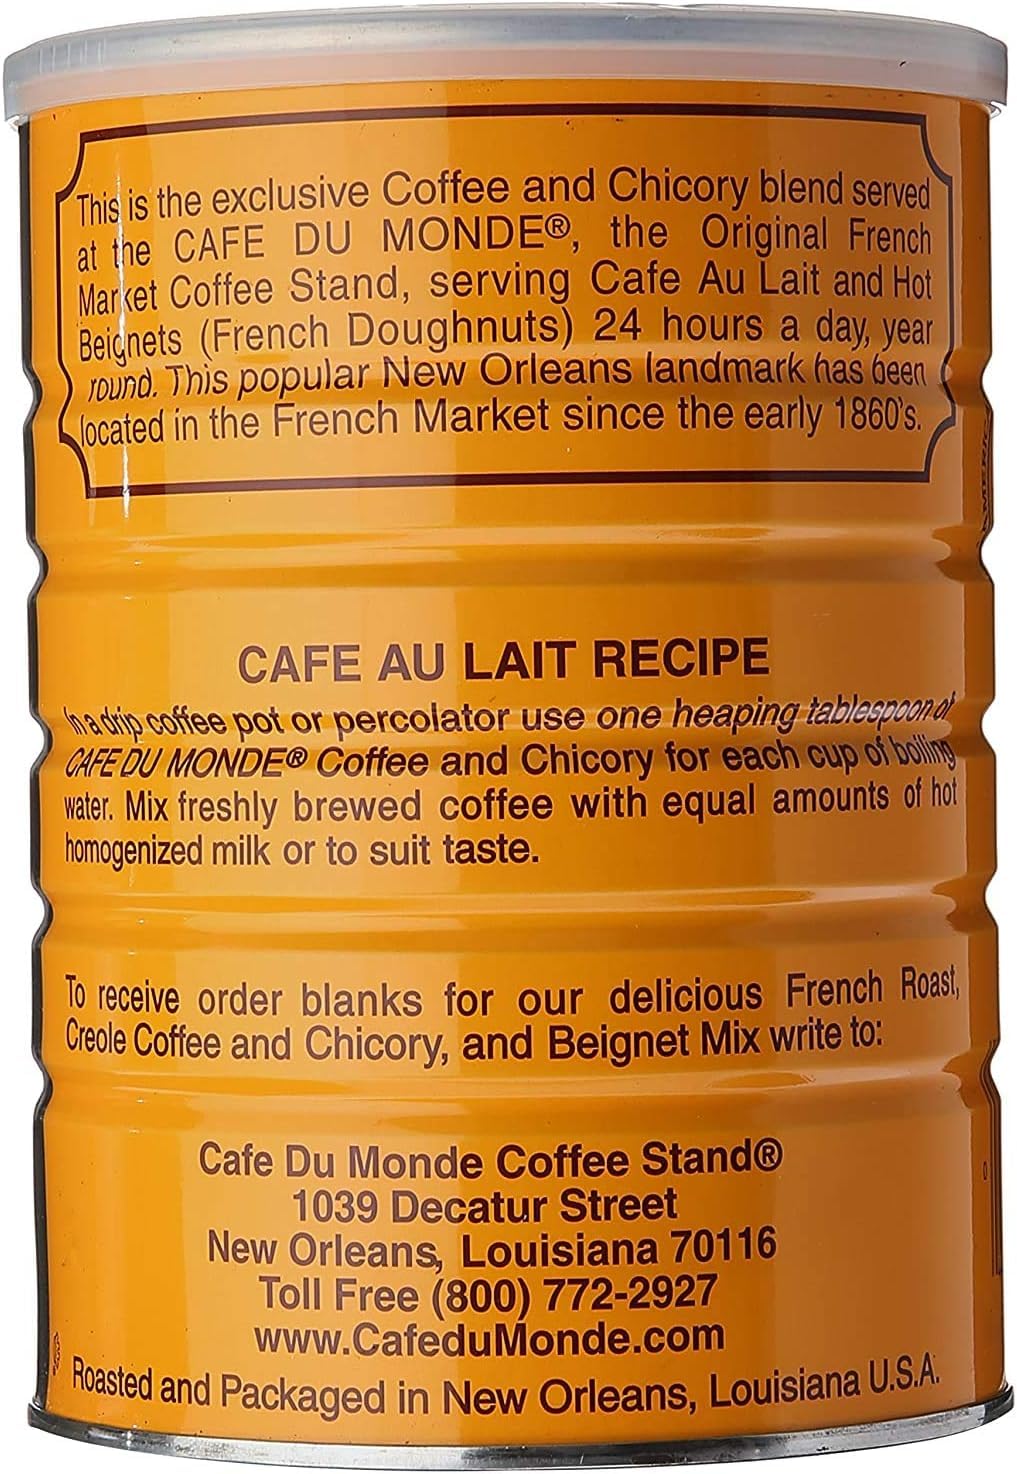 This is the exclusive Coffee and Chicory blend served
at the CAFE DU MONDE®, the Original French
Market Coffee Stand, serving Cafe Au Lait and Hot
Beignets (French Doughnuts) 24 hours a day, year
round. This popular New Orleans landmark has been
located in the French Market since the early 1860's.
CAFE AU LAIT RECIPE
In a drip coffee pot or percolator use one heaping tablespoon of
CAFE DU MONDE® Coffee and Chicory for each cup of boiling
water. Mix freshly brewed coffee with equal amounts of hot
homogenized milk or to suit taste.
To receive order blanks for our delicious French Roast,
Creole Coffee and Chicory, and Beignet Mix write to:
Cafe Du Monde Coffee Stand®
1039 Decatur Street
New Orleans, Louisiana 70116
Toll Free (800) 772-2927
www.CafeduMonde.com
Roasted and Packaged in New Orleans, Louisiana U.S.A.
0